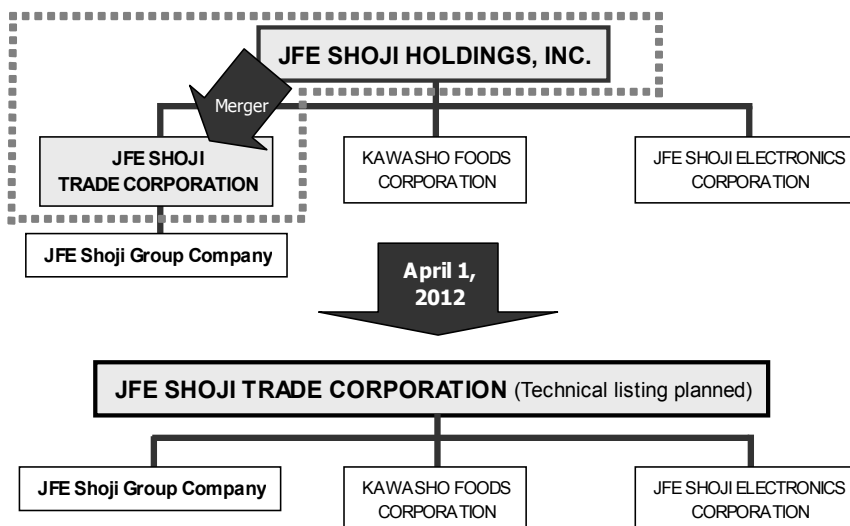 JFE SHOJI HOLDINGS, INC.
Merger
JFE SHOJI
TRADE CORPORATION
KAWASHO FOODS
CORPORATION
JFE SHOJI ELECTRONICS
CORPORATION
JFE Shoji Group Company
April 1,
2012
JFE SHOJI TRADE CORPORATION (Technical listing planned)
JFE Shoji Group Company
KAWASHO FOODS
CORPORATION
JFE SHOJI ELECTRONICS
CORPORATION